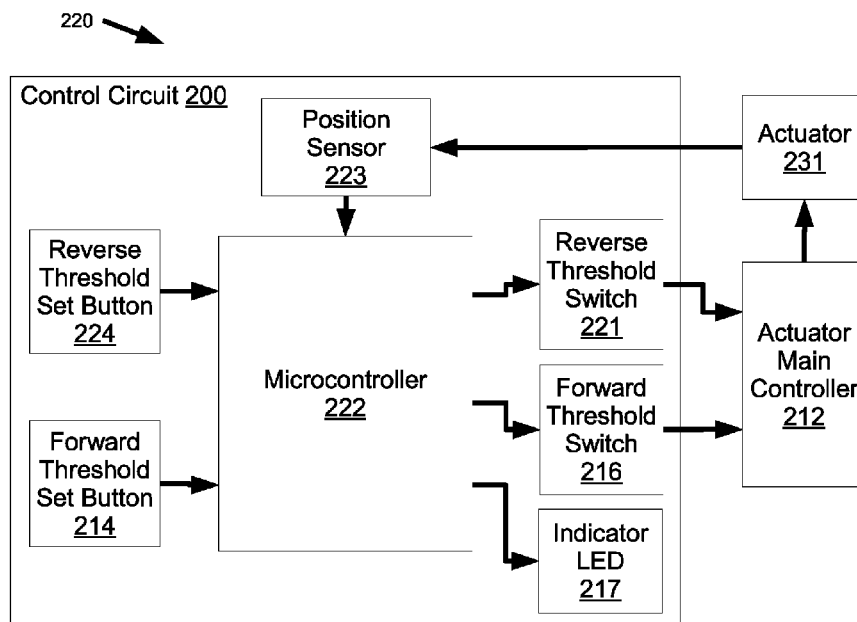 220
Control Circuit 200
Position
Sensor
223
Actuator
231
Reverse
Threshold
Set Button
224
Reverse
Threshold
Switch
221
Actuator
Main
Controller
212
Microcontroller
222
Forward
Threshold
Set Button
214
Forward
Threshold
Switch
216
Indicator
LED
217